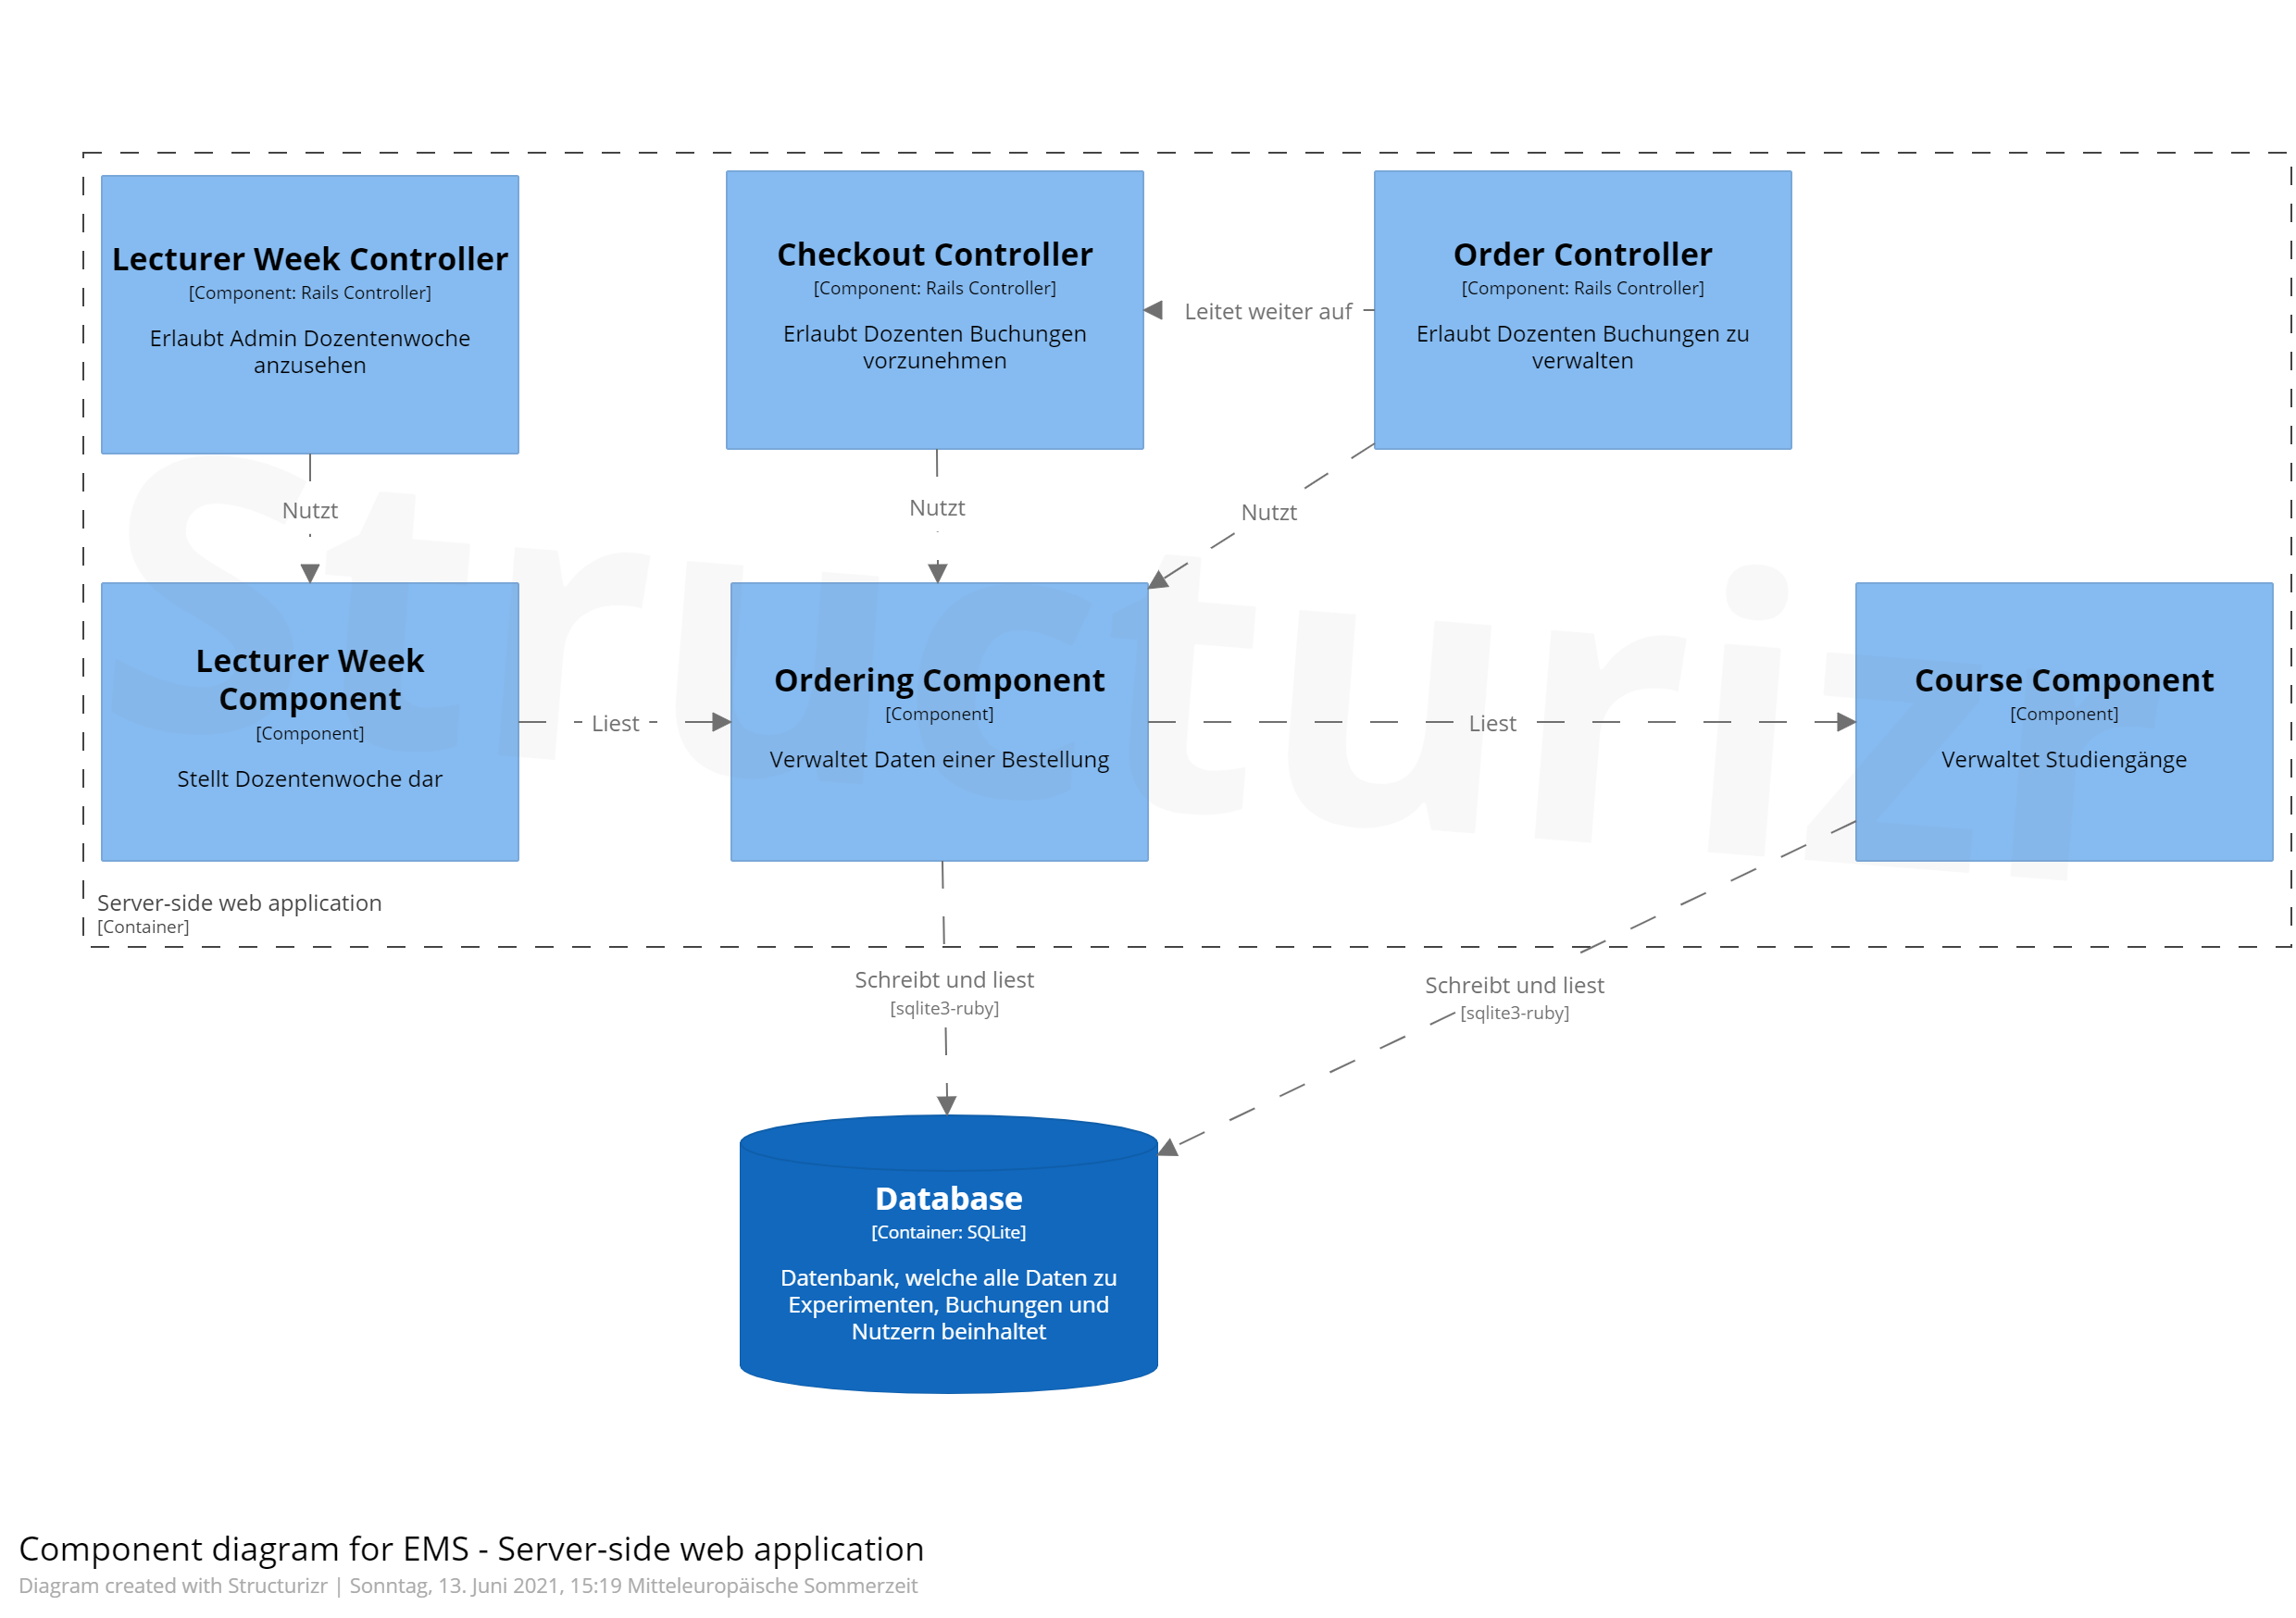 Lecturer Week Controller
[Component: Rails Controller]
Erlaubt Admin Dozentenwoche
anzusehen
Checkout Controller
[Component: Rails Controller]
Erlaubt Dozenten Buchungen
vorzunehmen
Leitet weiter auf
Order Controller
[Component: Rails Controller]
Erlaubt Dozenten Buchungen zu
verwalten
Nutzt
Nutzt
Nutzt
Structurizr
Lecturer Week
Component
[Component]
Stellt Dozentenwoche dar
Liest
Ordering Component
[Component]
Verwaltet Daten einer Bestellung
Liest
Course Component
[Component]
Verwaltet Studiengänge
Server-side web application
[Container]
Schreibt und liest
[sqlite3-ruby]
Schreibt und liest
[sqlite3-ruby]
Database
[Container: SQLite]
Datenbank, welche alle Daten zu
Experimenten, Buchungen und
Nutzern beinhaltet
Component diagram for EMS - Server-side web application
Diagram created with Structurizr | Sonntag, 13. Juni 2021, 15:19 Mitteleuropäische Sommerzeit